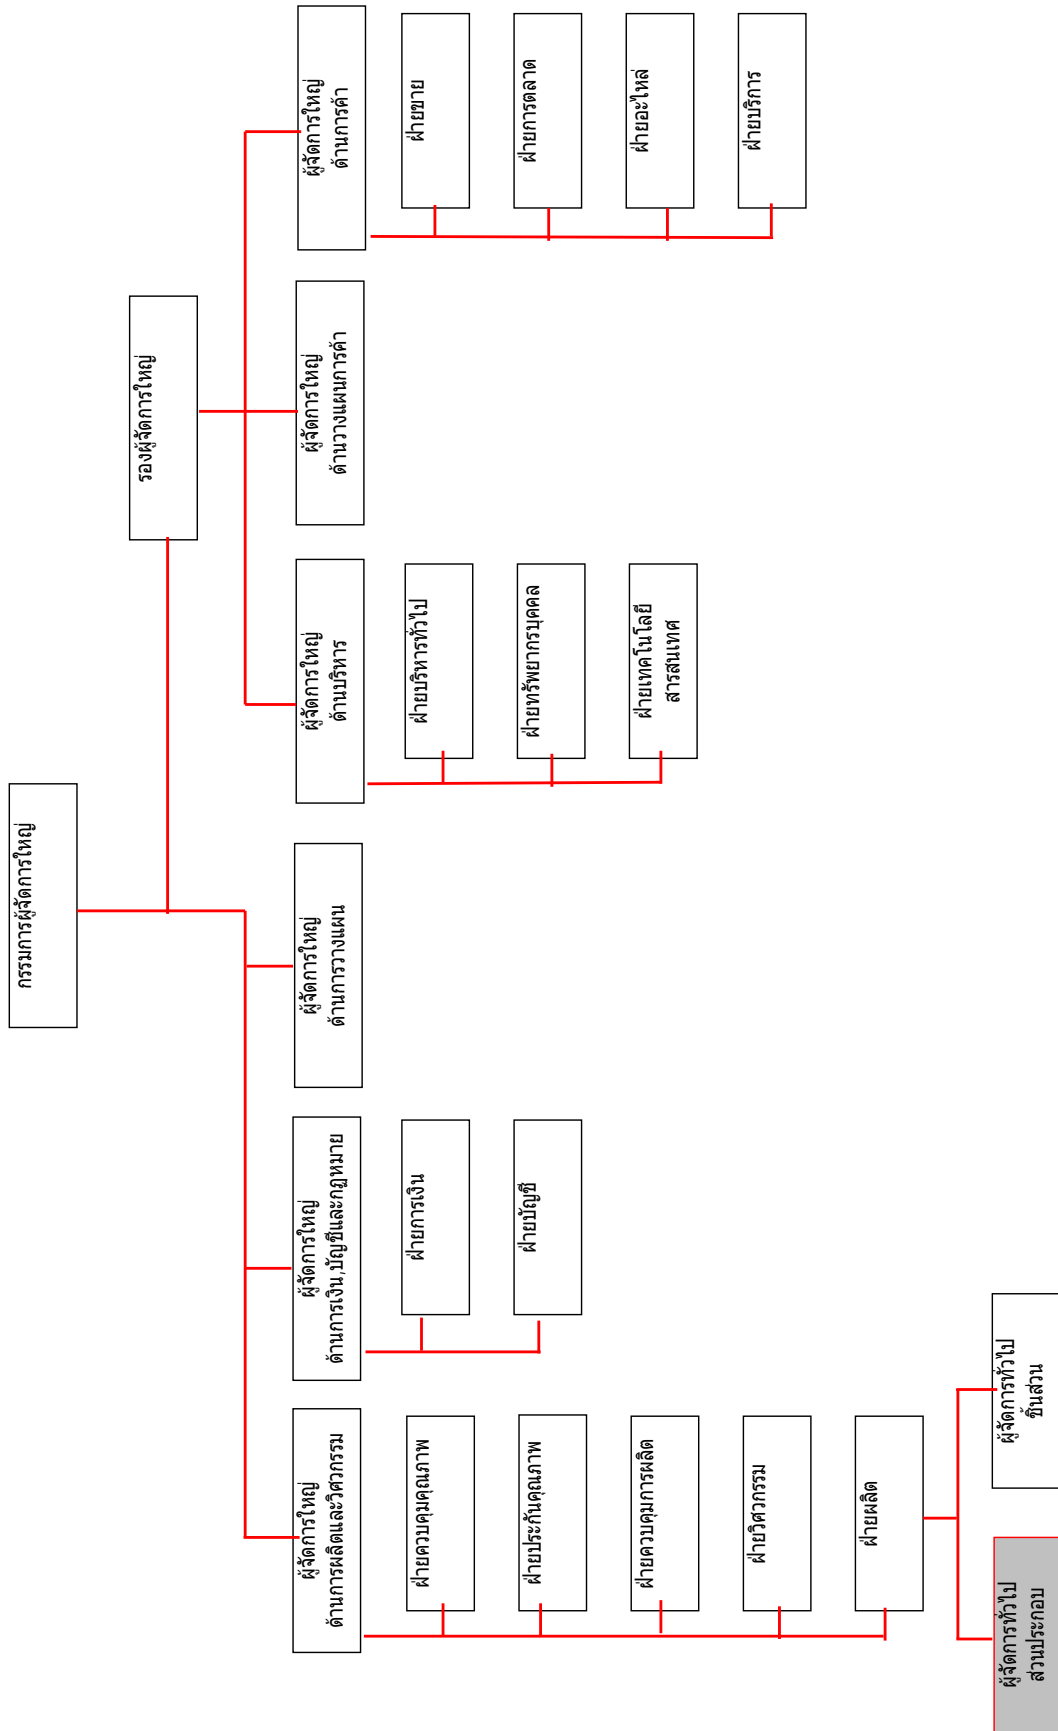 กรรมการผู้จัดการใหญ่
รองผู้จัดการใหญ่
ผู้จัดการใหญ่
ด้านการผลิตและวิศวกรรม
ผู้จัดการใหญ่
ด้านการเงิน,บัญชีและกฎหมาย
ผู้จัดการใหญ่
ด้านการวางแผน
ผู้จัดการใหญ่
ด้านบริหาร
ผู้จัดการใหญ่
ด้านวางแผนการค้า
ผู้จัดการใหญ่
ด้านการค้า
ฝ่ายควบคุมคุณภาพ
ฝ่ายการเงิน
ฝ่ายบริหารทั่วไป
ฝ่ายขาย
ฝ่ายประกันคุณภาพ
ฝ่ายบัญชี
ฝ่ายทรัพยากรบุคคล
ฝ่ายการตลาด
ฝ่ายควบคุมการผลิต
ฝ่ายเทคโนโลยี
สารสนเทศ
ฝ่ายอะไหล่
ฝ่ายวิศวกรรม
ฝ่ายบริการ
ฝ่ายผลิต
ผู้จัดการทั่วไป
ส่วนประกอบ
ผู้จัดการทั่วไป
ชิ้นส่วน